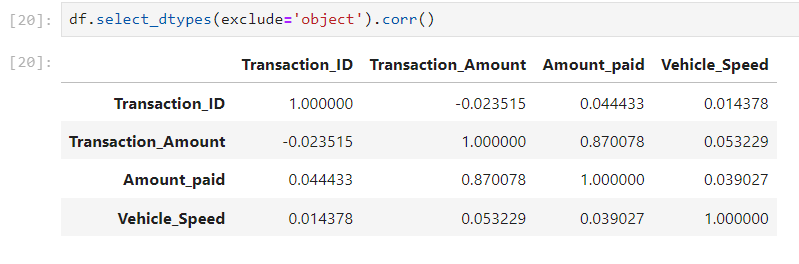 [20]: df.select_dtypes(exclude='object').corr()
[20]:
Transaction_ID Transaction_Amount Amount_paid Vehicle_Speed
Transaction_ID 1.000000 -0.023515 0.044433 0.014378
Transaction_Amount -0.023515 1.000000 0.870078 0.053229
Amount_paid 0.044433 0.870078 1.000000 0.039027
Vehicle_Speed 0.014378 0.053229 0.039027 1.000000